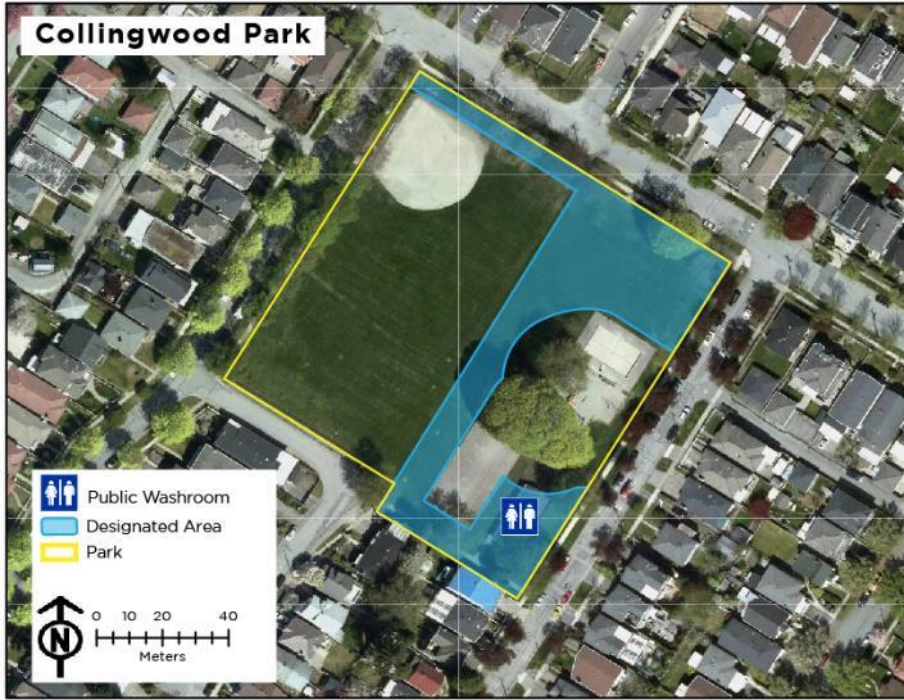 Collingwood Park
Public Washroom
Designated Area
Park
N
0 10 20 40
Meters